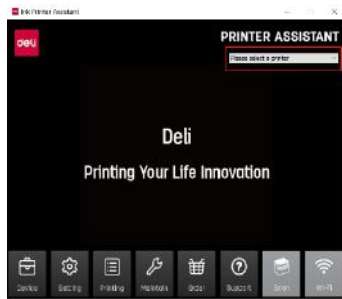 Ink Printer Assistant
deli
PRINTER ASSISTANT
Please select a printer
Deli
Printing Your Life Innovation
Device Setting Printing Maintain Order Support Scan Wi-Fi